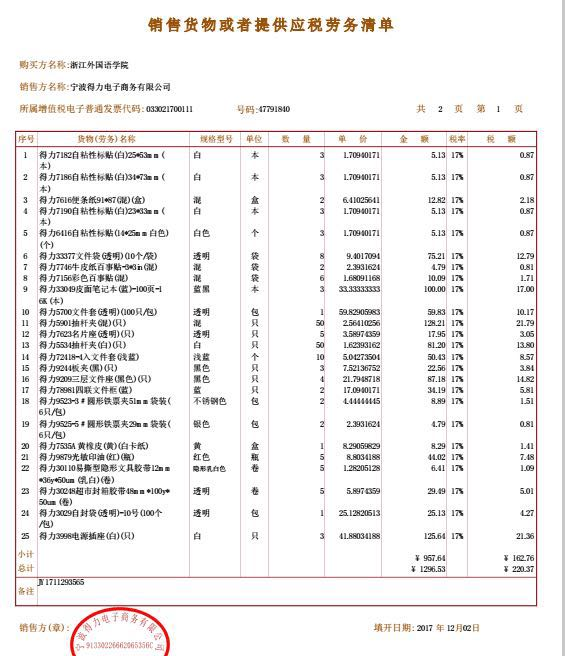 销售货物或者提供应税劳务清单
购买方名称:浙江外国语学院
销售方名称:宁波得力电子商务有限公司
所属增值税电子普通发票代码:033021700111 号码:47791840 共 2 页 第 1 页
序号 货物(劳务)名称 规格型号 单位 数 量 单 价 金 额 税率 税 额
1 得力7182自粘性标贴(白)25*53mm( 白 本 3 1.70940171 5.13 17% 0.87
本)
2 得力7186自粘性标贴(白)34*73mm( 白 本 3 1.70940171 5.13 17% 0.87
本)
3 得力7616便条纸91*87(混)(盒) 混 盒 2 6.41025641 12.82 17% 2.18
4 得力7190自粘性标贴(白)23*33mm( 白 本 3 1.70940171 5.13 17% 0.87
本)
5 得力6416自粘性标贴(14*25mm白色) 白色 个 3 1.70940171 5.13 17% 0.87
(个)
6 得力33377文件袋(透明)(10个/袋) 透明 袋 8 9.4017094 75.21 17% 12.79
7 得力7746牛皮纸百事贴-3*3in(混) 混 袋 2 2.3931624 4.79 17% 0.81
8 得力7156彩色百事贴(混) 混 袋 6 1.68091168 10.09 17% 1.71
9 得力33049皮面笔记本(蓝)-100页-1 蓝黑 本 3 33.33333333 100.00 17% 17.00
6K(本)
10 得力5700文件套(透明)(100只/包) 透明 包 1 59.82905983 59.83 17% 10.17
11 得力5901抽杆夹(混)(只) 混 只 50 2.56410256 128.21 17% 21.79
12 得力7623名片座(透明)(只) 透明 只 5 3.58974359 17.95 17% 3.05
13 得力5534抽杆夹(白)(只) 白 只 50 1.62393162 81.20 17% 13.80
14 得力72418-4入文件套(浅蓝) 浅蓝 个 10 5.04273504 50.43 17% 8.57
15 得力9244板夹(黑)(只) 黑色 只 3 7.52136752 22.56 17% 3.84
16 得力9209三层文件座(黑色)(只) 黑色 只 4 21.7948718 87.18 17% 14.82
17 得力78981四联文件框(蓝) 蓝 只 2 17.0940171 34.19 17% 5.81
18 得力9523-3#圆形铁票夹51mm袋装( 不锈钢色 包 2 4.44444445 8.89 17% 1.51
6只/包)
19 得力9525-5#圆形铁票夹29mm袋装( 银色 包 2 2.3931624 4.79 17% 0.81
6只/包)
20 得力7535A黄橡皮(黄)(白卡纸) 黄 盒 1 8.29059829 8.29 17% 1.41
21 得力9879光敏印油(红)(瓶) 红色 瓶 5 8.8034188 44.02 17% 7.48
22 得力30110易撕型隐形文具胶带12mm 隐形乳白色 卷 5 1.28205128 6.41 17% 1.09
*36y*50um(乳白)(卷)
23 得力30248超市封箱胶带48mm*100y* 透明 卷 5 5.8974359 29.49 17% 5.01
50um(卷)
24 得力3029自封袋(透明)-10号(100个 透明 包 1 25.12820513 25.13 17% 4.27
/包)
25 得力3998电源插座(白)(只) 白 只 3 41.88034188 125.64 17% 21.36
小计 ¥ 957.64 ¥ 162.76
总计 ¥ 1296.53 ¥ 220.37
备注 JY1711293565
销售方(章): 填开日期:2017 年 12月02日
宁波得力电子商务有限公司
91330226662065356C